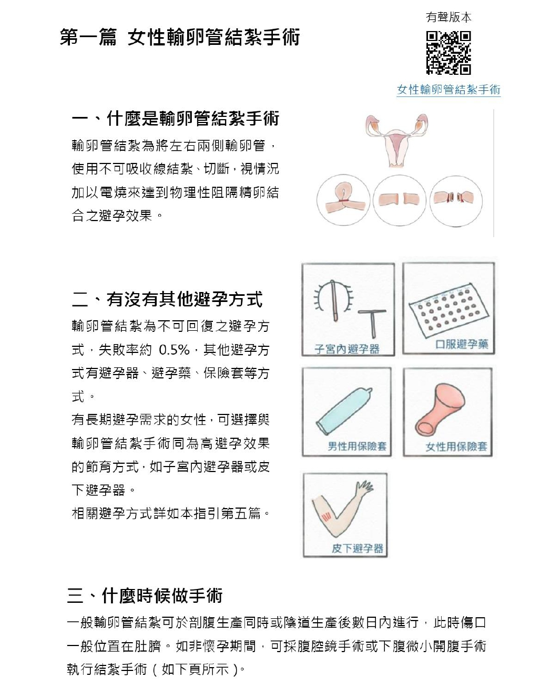 有聲版本
第一篇 女性輸卵管結紮手術
女性輸卵管結紮手術
一、什麼是輸卵管結紮手術
輸卵管結紮為將左右兩側輸卵管，
使用不可吸收線結紮、切斷，視情況
加以電燒來達到物理性阻隔精卵結
合之避孕效果。
二、有沒有其他避孕方式
輸卵管結紮為不可回復之避孕方
式，失敗率約 0.5%，其他避孕方
式有避孕器、避孕藥、保險套等方
式。
有長期避孕需求的女性，可選擇與
輸卵管結紮手術同為高避孕效果
的節育方式，如子宮內避孕器或皮
下避孕器。
相關避孕方式詳如本指引第五篇。
子宮內避孕器
口服避孕藥
男性用保險套
女性用保險套
皮下避孕器
三、什麼時候做手術
一般輸卵管結紮可於剖腹生產同時或陰道生產後數日內進行，此時傷口
一般位置在肚臍。如非懷孕期間，可採腹腔鏡手術或下腹微小開腹手術
執行結紮手術（如下頁所示）。